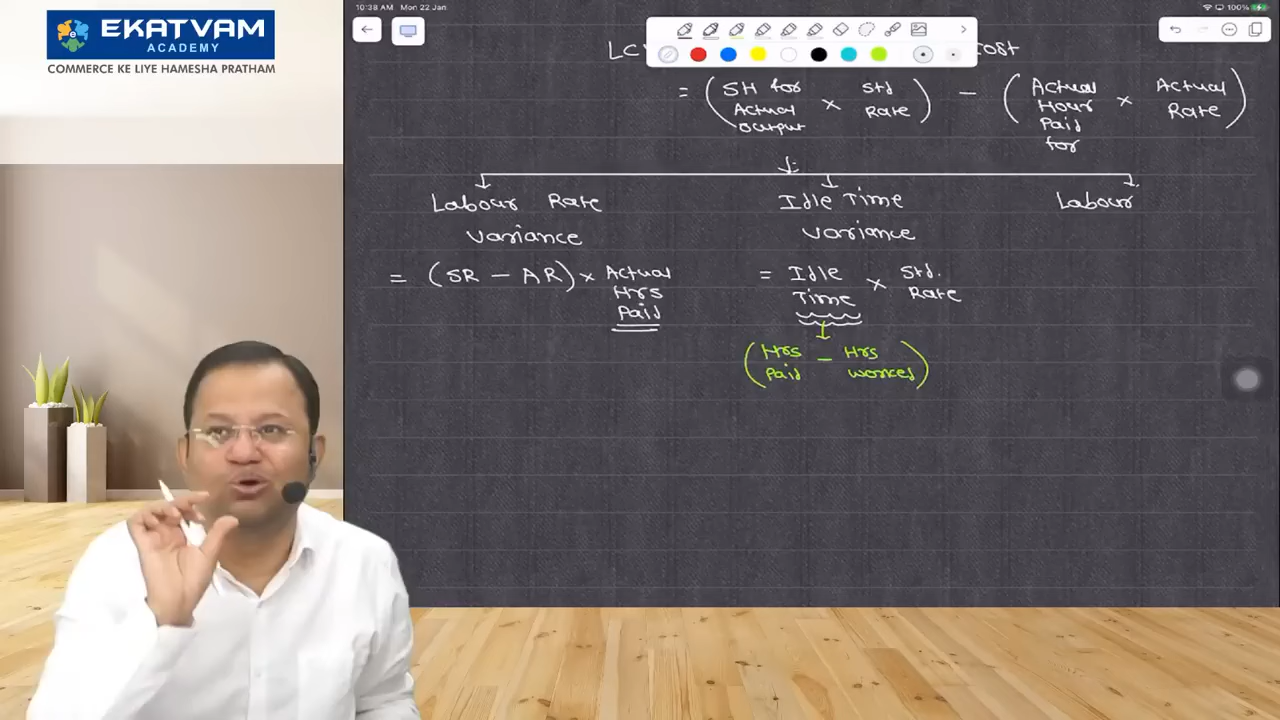 EKATVAM
ACADEMY
COMMERCE KE LIYE HAMESHA PRATHAM
10:38 AM Mon 22 Jan
100%
LC
Cost
= (SH for Actual Output × Std Rate) - (Actual Hour Paid for × Actual Rate)
Labour Rate Variance
Idle Time Variance
Labour
= (SR - AR) × Actual Hrs Paid
= Idle Time × Std. Rate
(Hrs Paid - Hrs Worked)